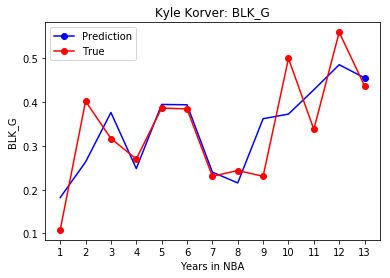 Kyle Korver: BLK_G
Prediction
True
BLK_G
0.5
0.4
0.3
0.2
0.1
1 2 3 4 5 6 7 8 9 10 11 12 13
Years in NBA